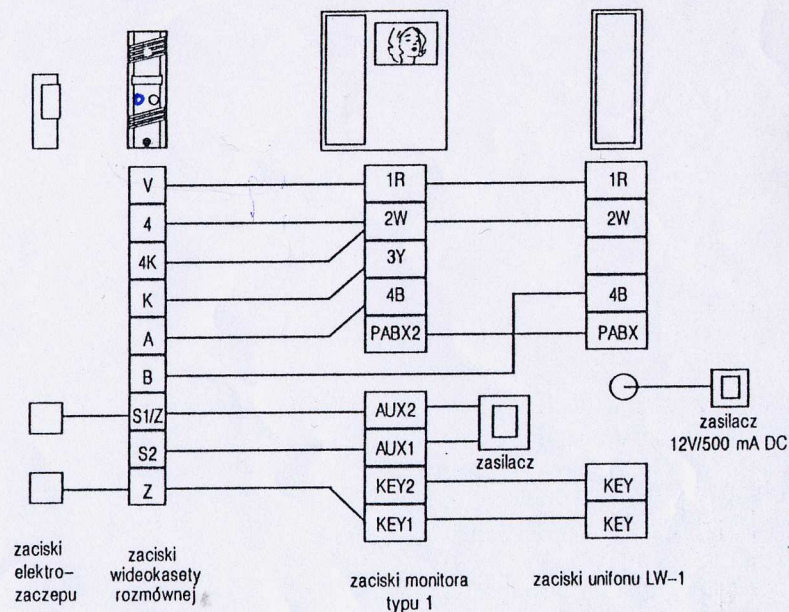 V
4
4K
K
A
B
S1/Z
S2
Z
1R
2W
3Y
4B
PABX2
AUX2
AUX1
KEY2
KEY1
1R
2W
4B
PABX
KEY
KEY
zasilacz
zasilacz
12V/500 mA DC
zaciski
elektro-
zaczepu
zaciski
wideokasety
rozmównej
zaciski monitora
typu 1
zaciski unifonu LW-1